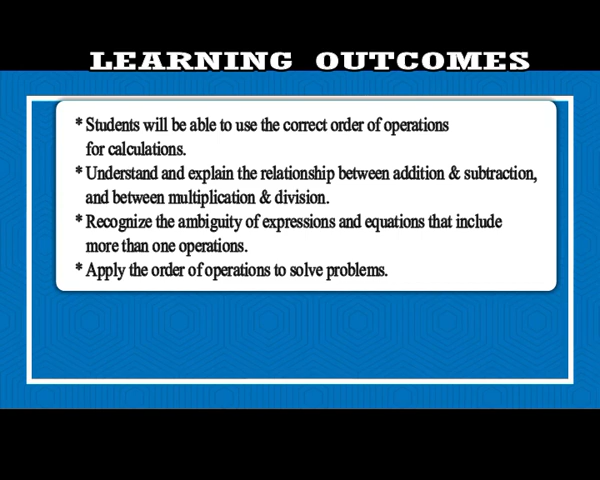 LEARNING OUTCOMES
* Students will be able to use the correct order of operations
for calculations.
* Understand and explain the relationship between addition & subtraction,
and between multiplication & division.
* Recognize the ambiguity of expressions and equations that include
more than one operations.
* Apply the order of operations to solve problems.